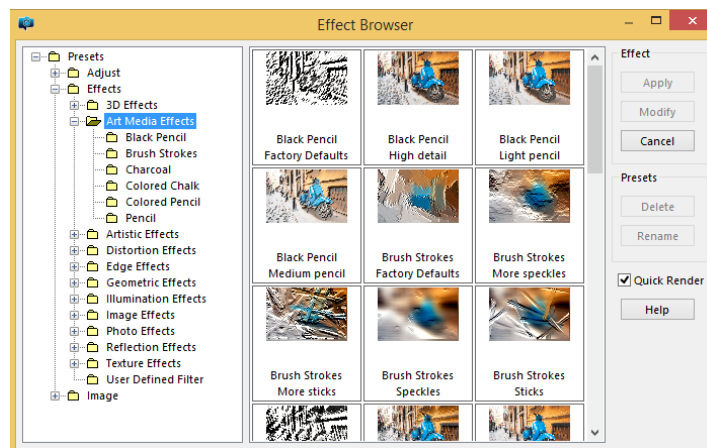 Effect Browser
Presets
Adjust
Effects
3D Effects
Art Media Effects
Black Pencil
Brush Strokes
Charcoal
Colored Chalk
Colored Pencil
Pencil
Artistic Effects
Distortion Effects
Edge Effects
Geometric Effects
Illumination Effects
Image Effects
Photo Effects
Reflection Effects
Texture Effects
User Defined Filter
Image
Black Pencil
Factory Defaults
Black Pencil
High detail
Black Pencil
Light pencil
Black Pencil
Medium pencil
Brush Strokes
Factory Defaults
Brush Strokes
More speckles
Brush Strokes
More sticks
Brush Strokes
Speckles
Brush Strokes
Sticks
Effect
Apply
Modify
Cancel
Presets
Delete
Rename
Quick Render
Help